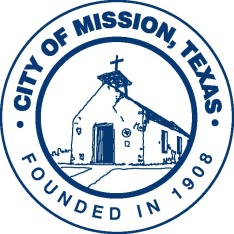 • CITY OF MISSION, TEXAS •
FOUNDED IN 1908